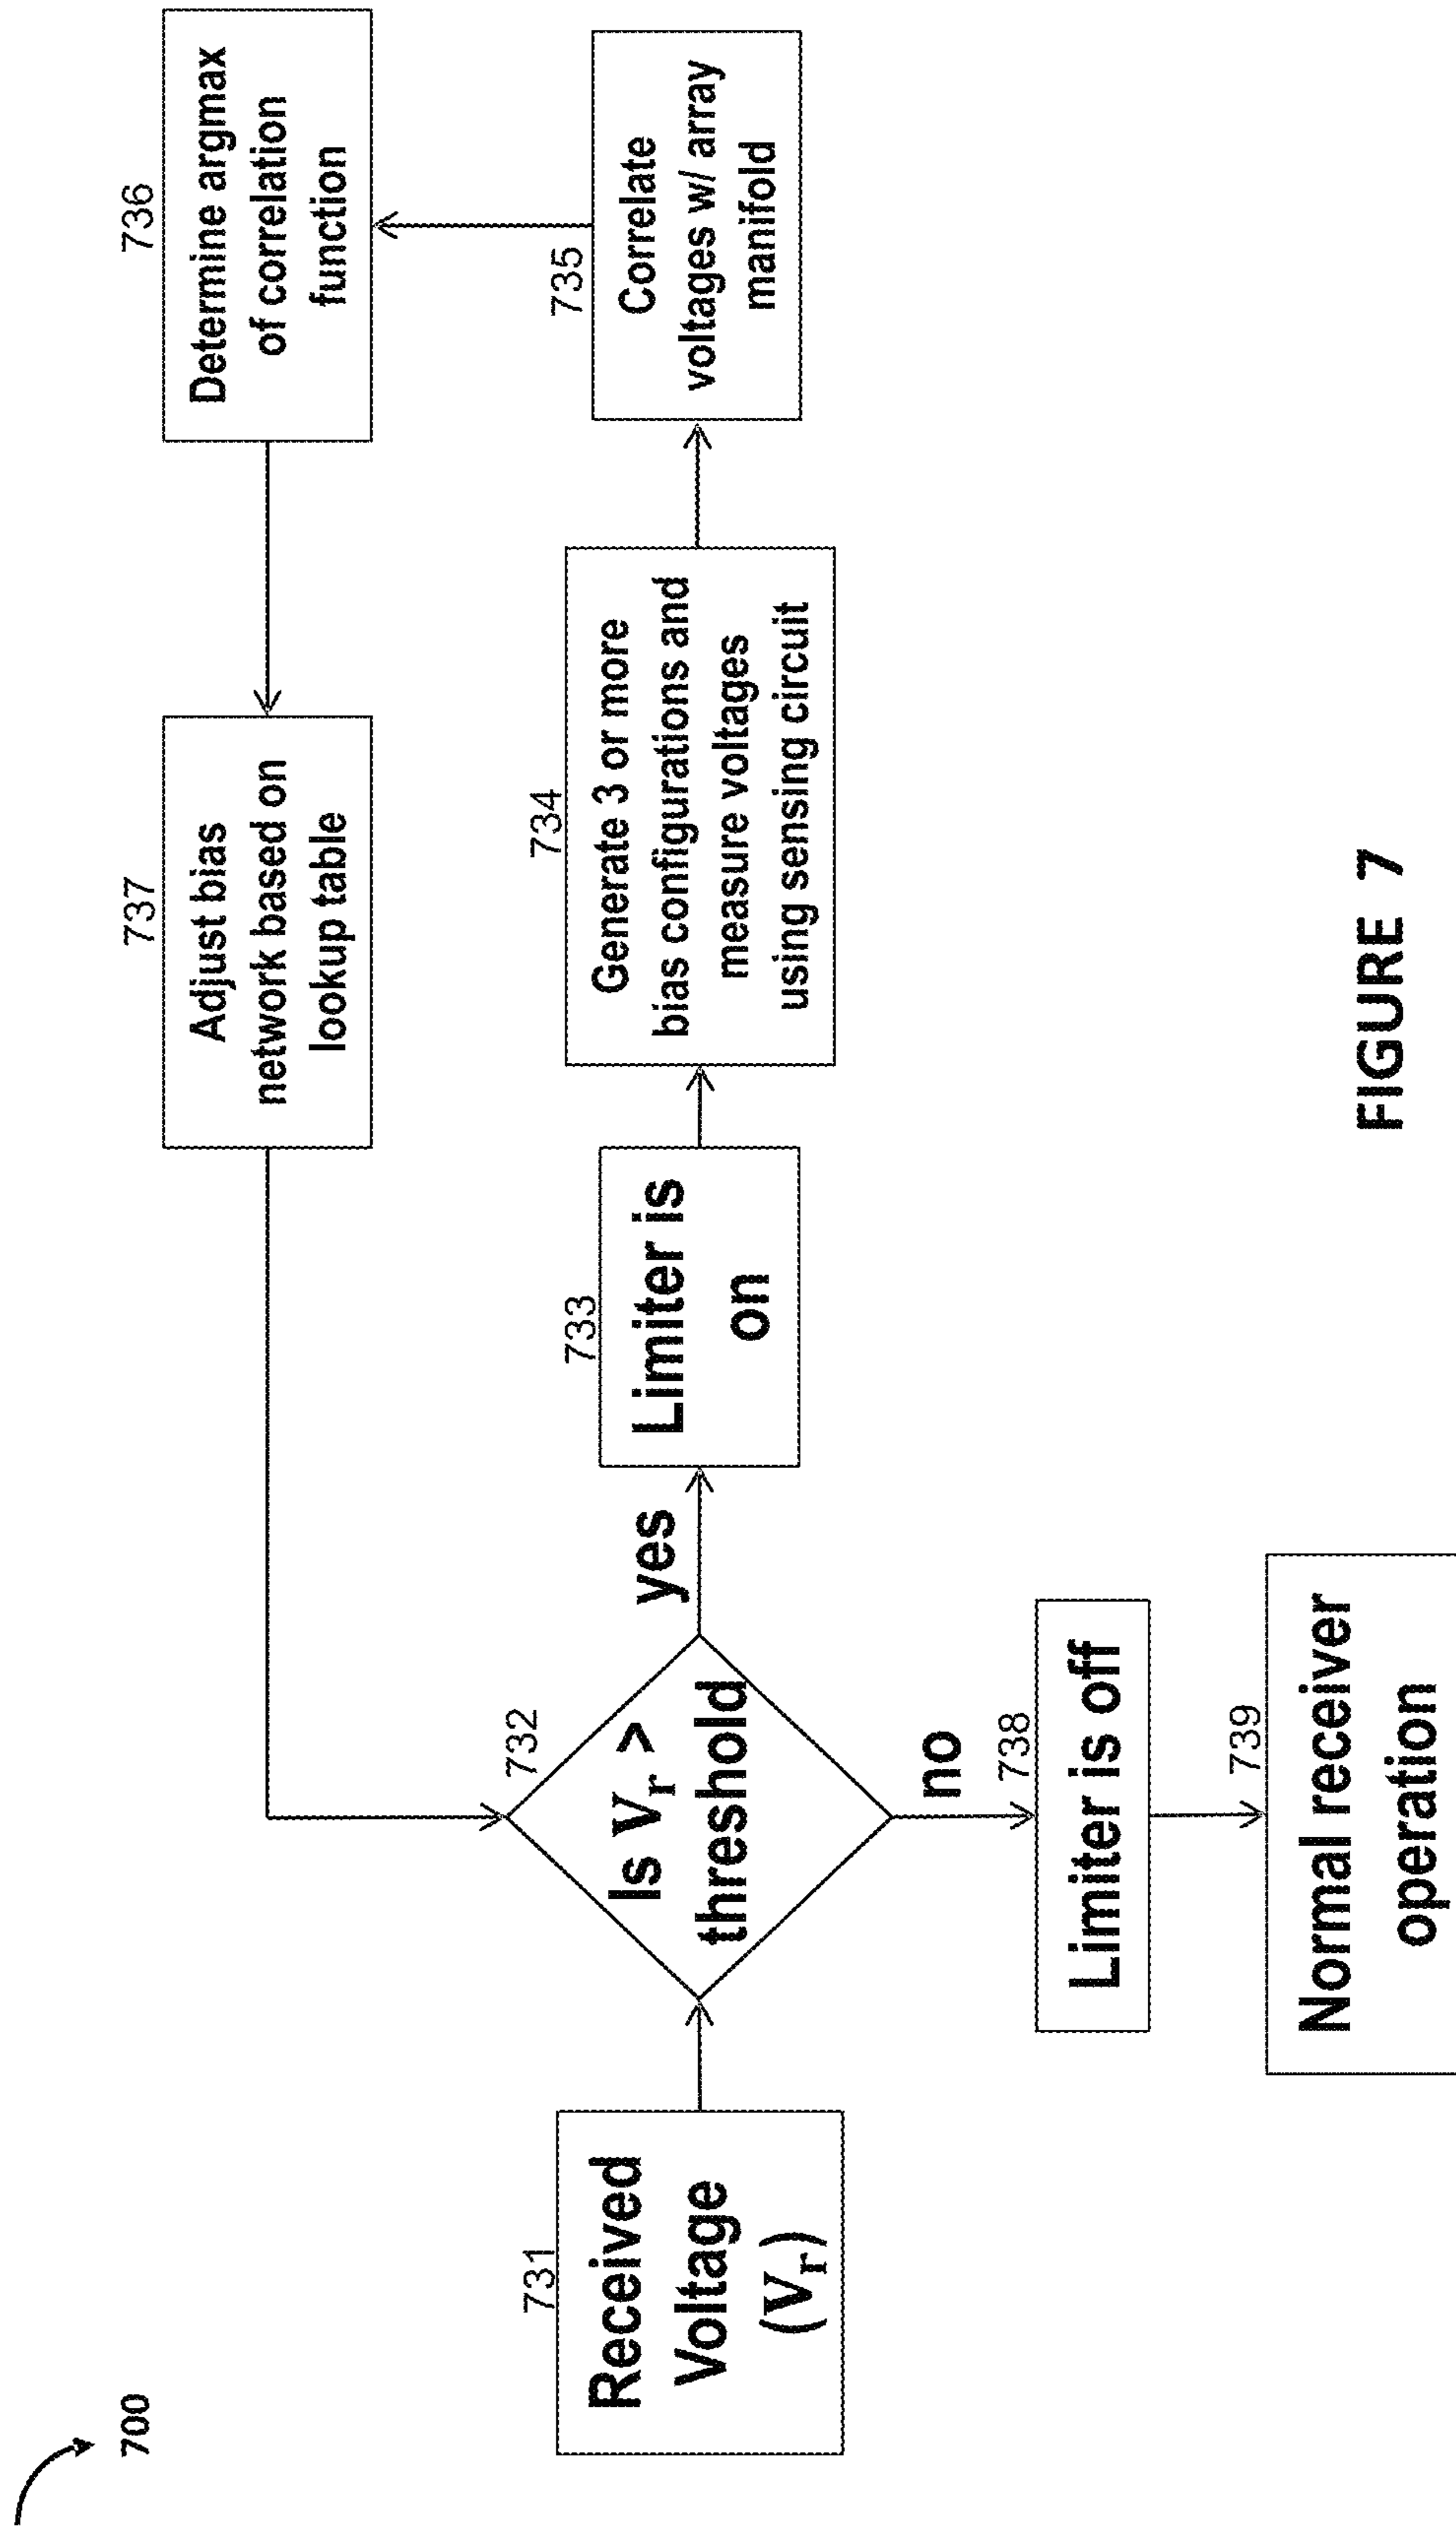 700
731
Received
Voltage
(Vr)
732
Is Vr >
threshold
yes
733
Limiter is
on
734
Generate 3 or more
bias configurations and
measure voltages
using sensing circuit
735
Correlate
voltages w/ array
manifold
736
Determine argmax
of correlation
function
737
Adjust bias
network based on
lookup table
no
738
Limiter is off
739
Normal receiver
operation
FIGURE 7